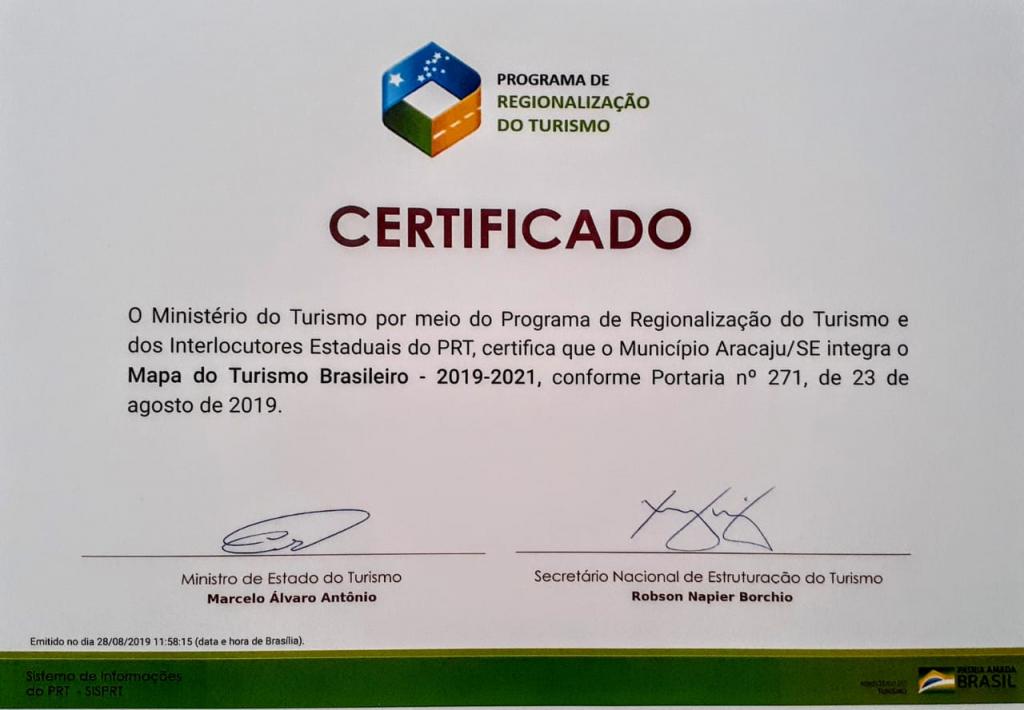 PROGRAMA DE
REGIONALIZAÇÃO
DO TURISMO
CERTIFICADO
O Ministério do Turismo por meio do Programa de Regionalização do Turismo e
dos Interlocutores Estaduais do PRT, certifica que o Município Aracaju/SE integra o
Mapa do Turismo Brasileiro - 2019-2021, conforme Portaria nº 271, de 23 de
agosto de 2019.
Ministro de Estado do Turismo
Marcelo Álvaro Antônio
Secretário Nacional de Estruturação do Turismo
Robson Napier Borchio
Emitido no dia 28/08/2019 11:58:15 (data e hora de Brasília).
Sistema de Informações
do PRT - SISPRT
MINISTÉRIO DO
TURISMO
PÁTRIA AMADA
BRASIL